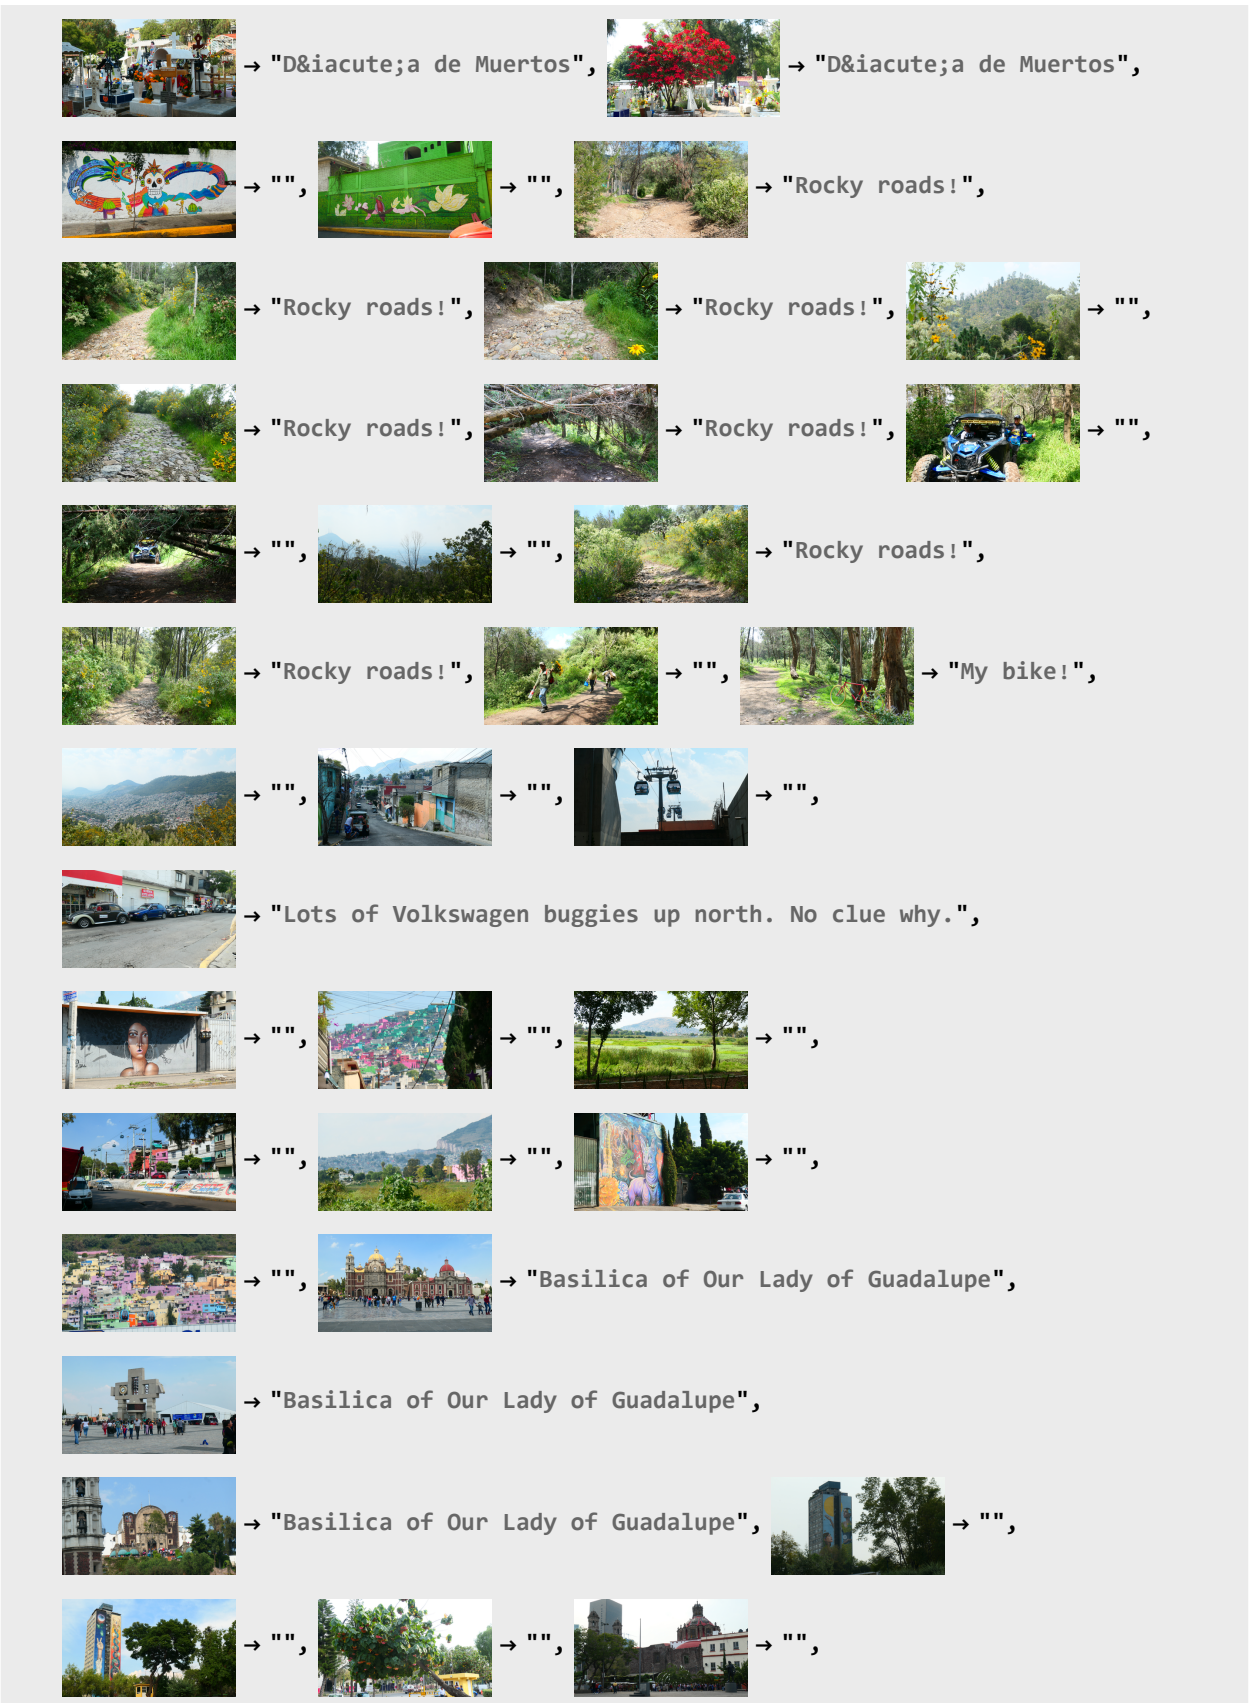 → "D&iacute;a de Muertos", → "D&iacute;a de Muertos",
→ "", → "", → "Rocky roads!",
→ "Rocky roads!", → "Rocky roads!", → "",
→ "Rocky roads!", → "Rocky roads!", → "",
→ "", → "", → "Rocky roads!",
→ "Rocky roads!", → "", → "My bike!",
→ "", → "", → "",
→ "Lots of Volkswagen buggies up north. No clue why.",
→ "", → "", → "",
→ "", → "", → "",
→ "", → "Basilica of Our Lady of Guadalupe",
→ "Basilica of Our Lady of Guadalupe",
→ "Basilica of Our Lady of Guadalupe", → "",
→ "", → "", → "",